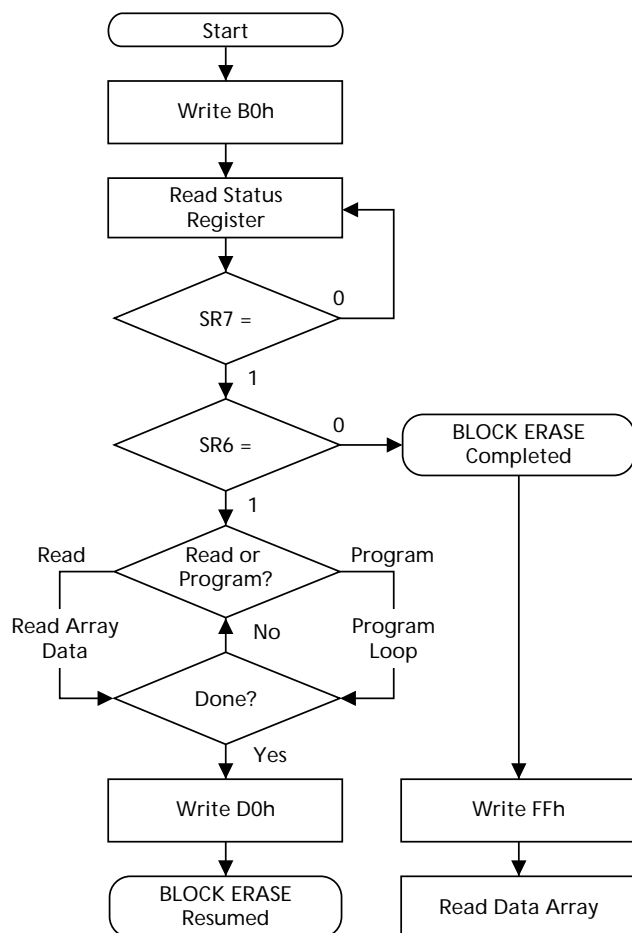 Start
Write B0h
Read Status
Register
0
SR7 =
1
0
SR6 =
BLOCK ERASE
Completed
1
Read
Read or
Program?
Program
Read Array
Data
No
Program
Loop
Done?
Yes
Write D0h
Write FFh
BLOCK ERASE
Resumed
Read Data Array